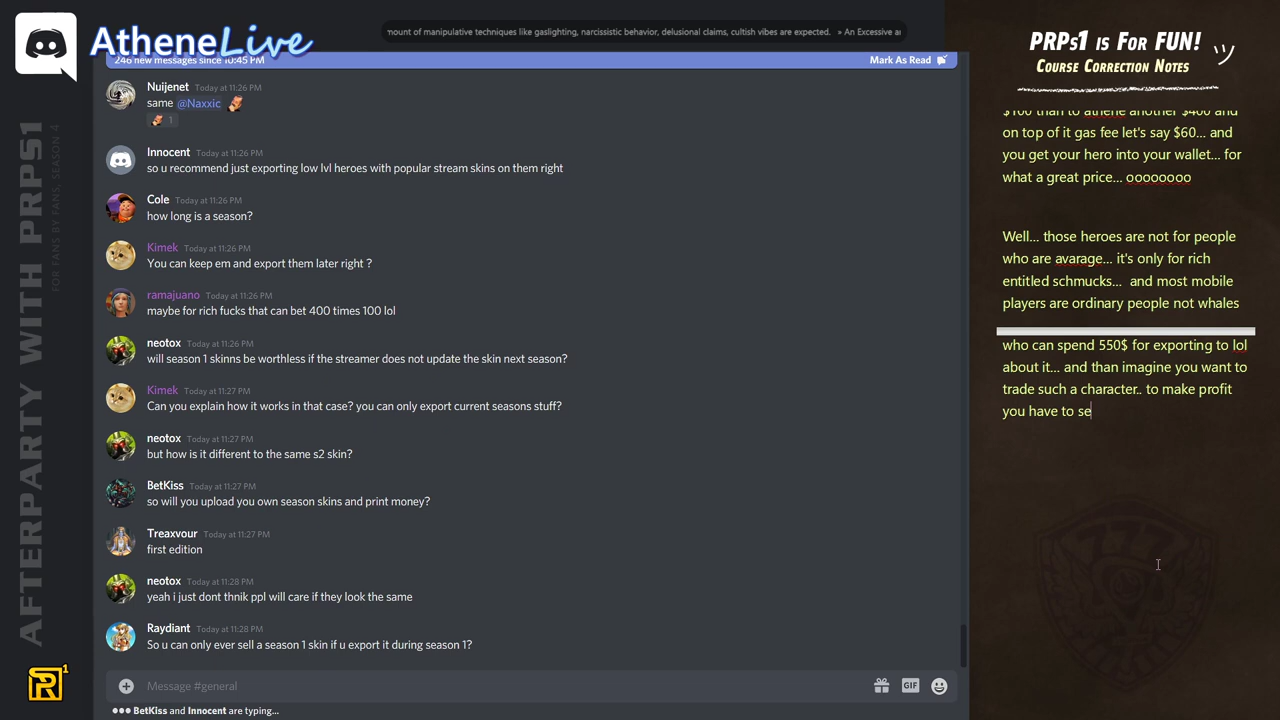 AtheneLive
mount of manipulative techniques like gaslighting, narcissistic behavior, delusional claims, cultish vibes are expected. » An Excessive a
246 new messages since 10:45 PM
Mark As Read
Nuijenet Today at 11:26 PM
same @Naxxic
1
Innocent Today at 11:26 PM
so u recommend just exporting low lvl heroes with popular stream skins on them right
Cole Today at 11:26 PM
how long is a season?
Kimek Today at 11:26 PM
You can keep em and export them later right ?
ramajuano Today at 11:26 PM
maybe for rich fucks that can bet 400 times 100 lol
neotox Today at 11:26 PM
will season 1 skinns be worthless if the streamer does not update the skin next season?
Kimek Today at 11:27 PM
Can you explain how it works in that case? you can only export current seasons stuff?
neotox Today at 11:27 PM
but how is it different to the same s2 skin?
BetKiss Today at 11:27 PM
so will you upload you own season skins and print money?
Treaxvour Today at 11:27 PM
first edition
neotox Today at 11:28 PM
yeah i just dont thnik ppl will care if they look the same
Raydiant Today at 11:28 PM
So u can only ever sell a season 1 skin if u export it during season 1?
Message #general
GIF
BetKiss and Innocent are typing...
AFTERPARTY WITH PRPS1
FOR FANS BY FANS, SEASON 4
R1
PRPs1 is For FUN!
Course Correction Notes
ツ
$100 than to athene another $400 and
on top of it gas fee let's say $60... and
you get your hero into your wallet... for
what a great price... oooooooo
Well... those heroes are not for people
who are avarage... it's only for rich
entitled schmucks... and most mobile
players are ordinary people not whales
who can spend 550$ for exporting to lol
about it... and than imagine you want to
trade such a character.. to make profit
you have to se